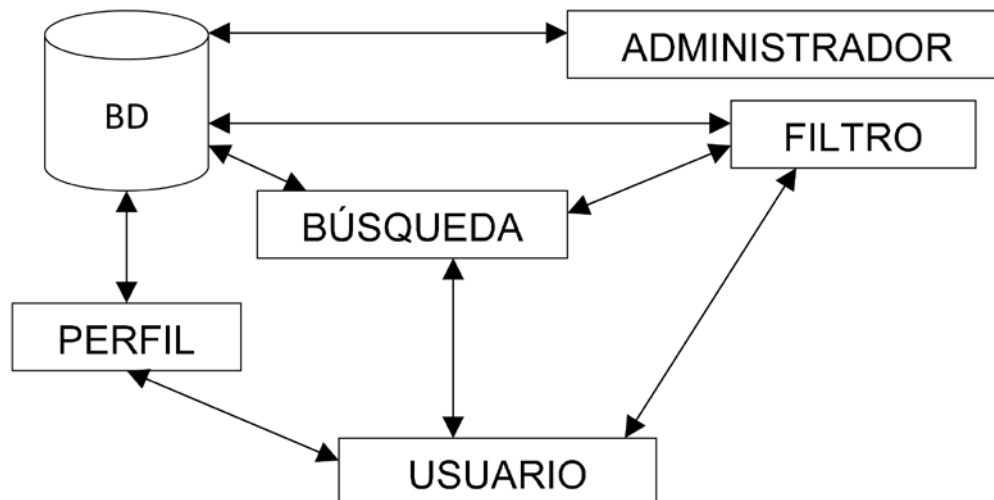 ADMINISTRADOR
BD
FILTRO
BÚSQUEDA
PERFIL
USUARIO